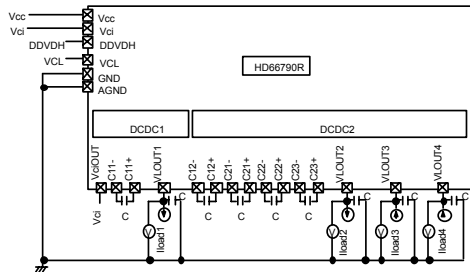 Vcc Vcc
Vci Vci
DDVDH DDVDH
VCL VCL
GND
AGND
HD66790R
DCDC1 DCDC2
VciOUT C11- C11+ VLOUT1 C12- C12+ C21- C21+ C22- C22+ C23- C23+ VLOUT2 VLOUT3 VLOUT4
C C C C
Vci C C C C C
V Iload1 V Iload2 V Iload3 V Iload4